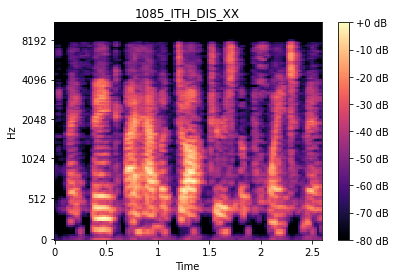 1085_ITH_DIS_XX
+0 dB
8192
-10 dB
4096
-20 dB
-30 dB
2048
Hz
-40 dB
1024
-50 dB
512
-60 dB
-70 dB
0
-80 dB
0 0.5 1 1.5 2 2.5
Time